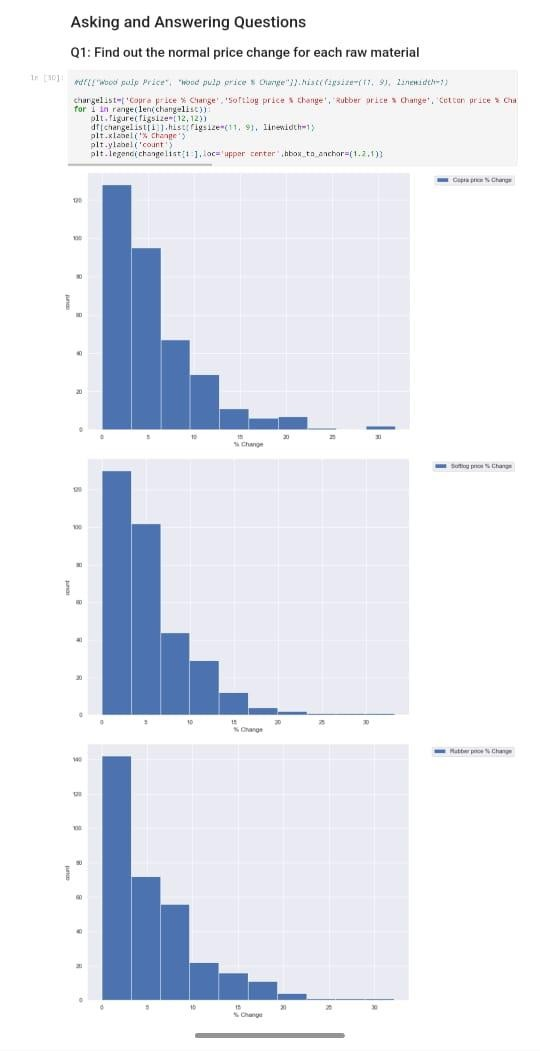 Asking and Answering Questions
Q1: Find out the normal price change for each raw material
In [30]:
#df[["Wood pulp Price", "Wood pulp price % Change"]].hist(figsize=(11, 9), linewidth=1)
changelist=['Copra price % Change','Softlog price % Change','Rubber price % Change','Cotton price % Cha
for i in range(len(changelist)):
plt.figure(figsize=(12,12))
df[changelist[i]].hist(figsize=(11, 9), linewidth=1)
plt.xlabel('% Change')
plt.ylabel('count')
plt.legend(changelist[i:],loc='upper center',bbox_to_anchor=(1.2,1))
Copra price % Change
120
100
80
60
40
20
0
count
0 5 10 15 20 25 30
% Change
Softlog price % Change
120
100
80
60
40
20
0
count
0 5 10 15 20 25 30
% Change
Rubber price % Change
140
120
100
80
60
40
20
0
count
0 5 10 15 20 25 30
% Change